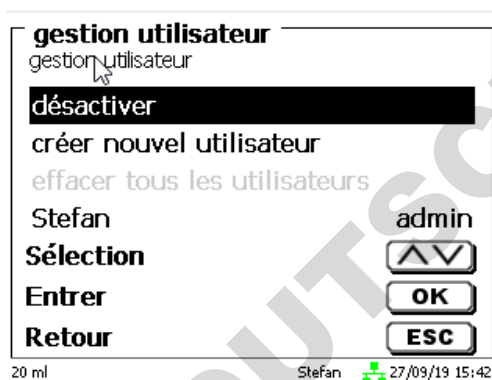 gestion utilisateur
gestion utilisateur
désactiver
créer nouvel utilisateur
effacer tous les utilisateurs
Stefan admin
Sélection
Entrer OK
Retour ESC
20 ml Stefan 27/09/19 15:42